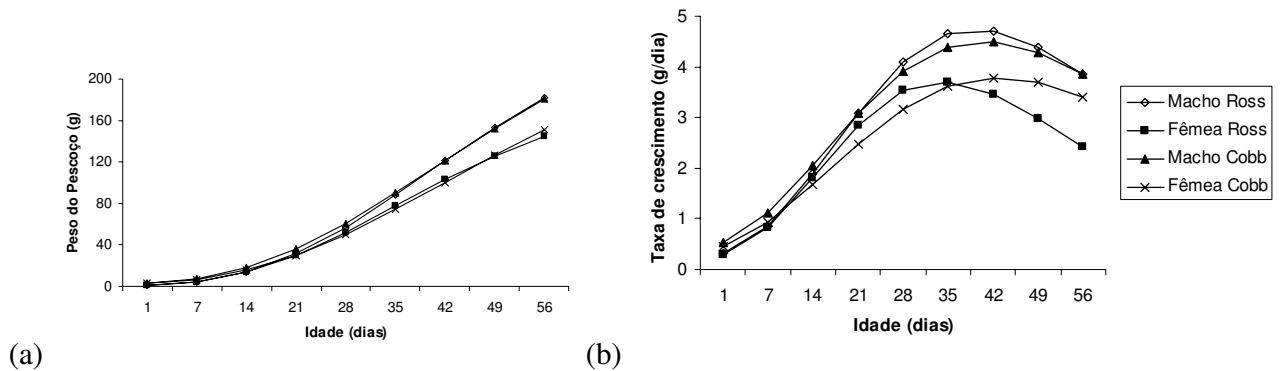 200
160
120
80
40
0
Peso do Pescoço (g)
1 7 14 21 28 35 42 49 56
Idade (dias)
(a)
5
4
3
2
1
0
Taxa de crescimento (g/dia)
1 7 14 21 28 35 42 49 56
Idade (dias)
(b)
Macho Ross
Fêmea Ross
Macho Cobb
Fêmea Cobb